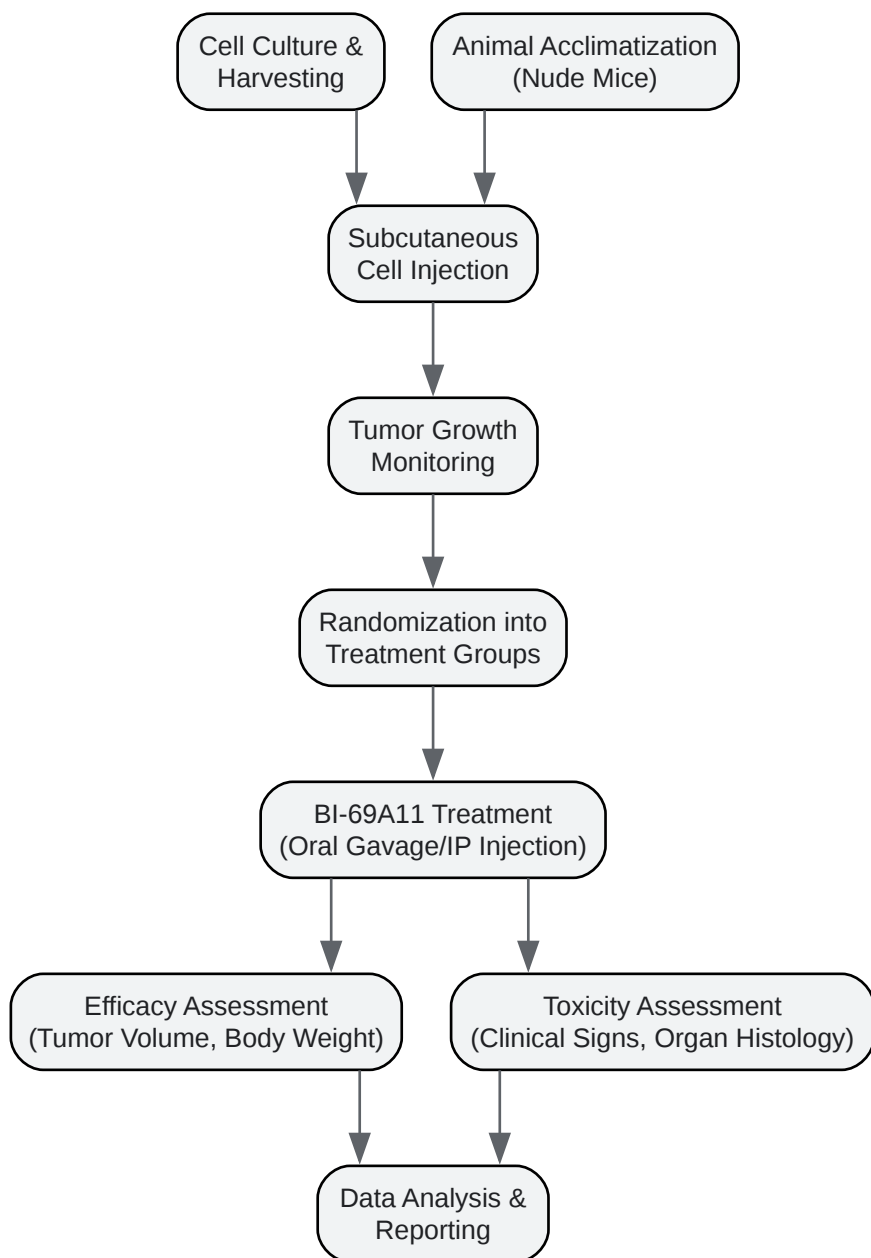 Cell Culture &
Harvesting
Animal Acclimatization
(Nude Mice)
Subcutaneous
Cell Injection
Tumor Growth
Monitoring
Randomization into
Treatment Groups
BI-69A11 Treatment
(Oral Gavage/IP Injection)
Efficacy Assessment
(Tumor Volume, Body Weight)
Toxicity Assessment
(Clinical Signs, Organ Histology)
Data Analysis &
Reporting